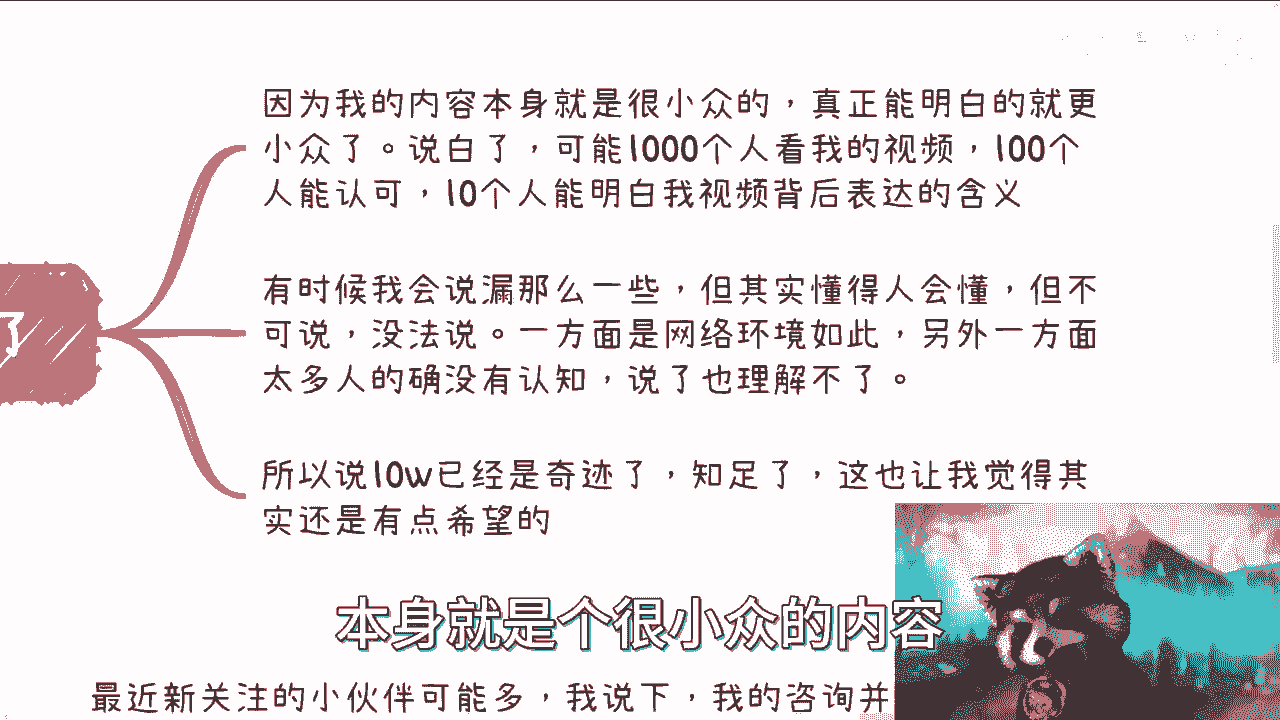 因为我的内容本身就是很小众的，真正能明白的就更
小众了。说白了，可能1000个人看我的视频，100个
人能认可，10个人能明白我视频背后表达的含义
了
有时候我会说漏那么一些，但其实懂得人会懂，但不
可说，没法说。一方面是网络环境如此，另外一方面
太多人的确没有认知，说了也理解不了。
所以说10w已经是奇迹了，知足了，这也让我觉得其
实还是有点希望的
本身就是个很小众的内容
最近新关注的小伙伴可能多，我说下，我的咨询并